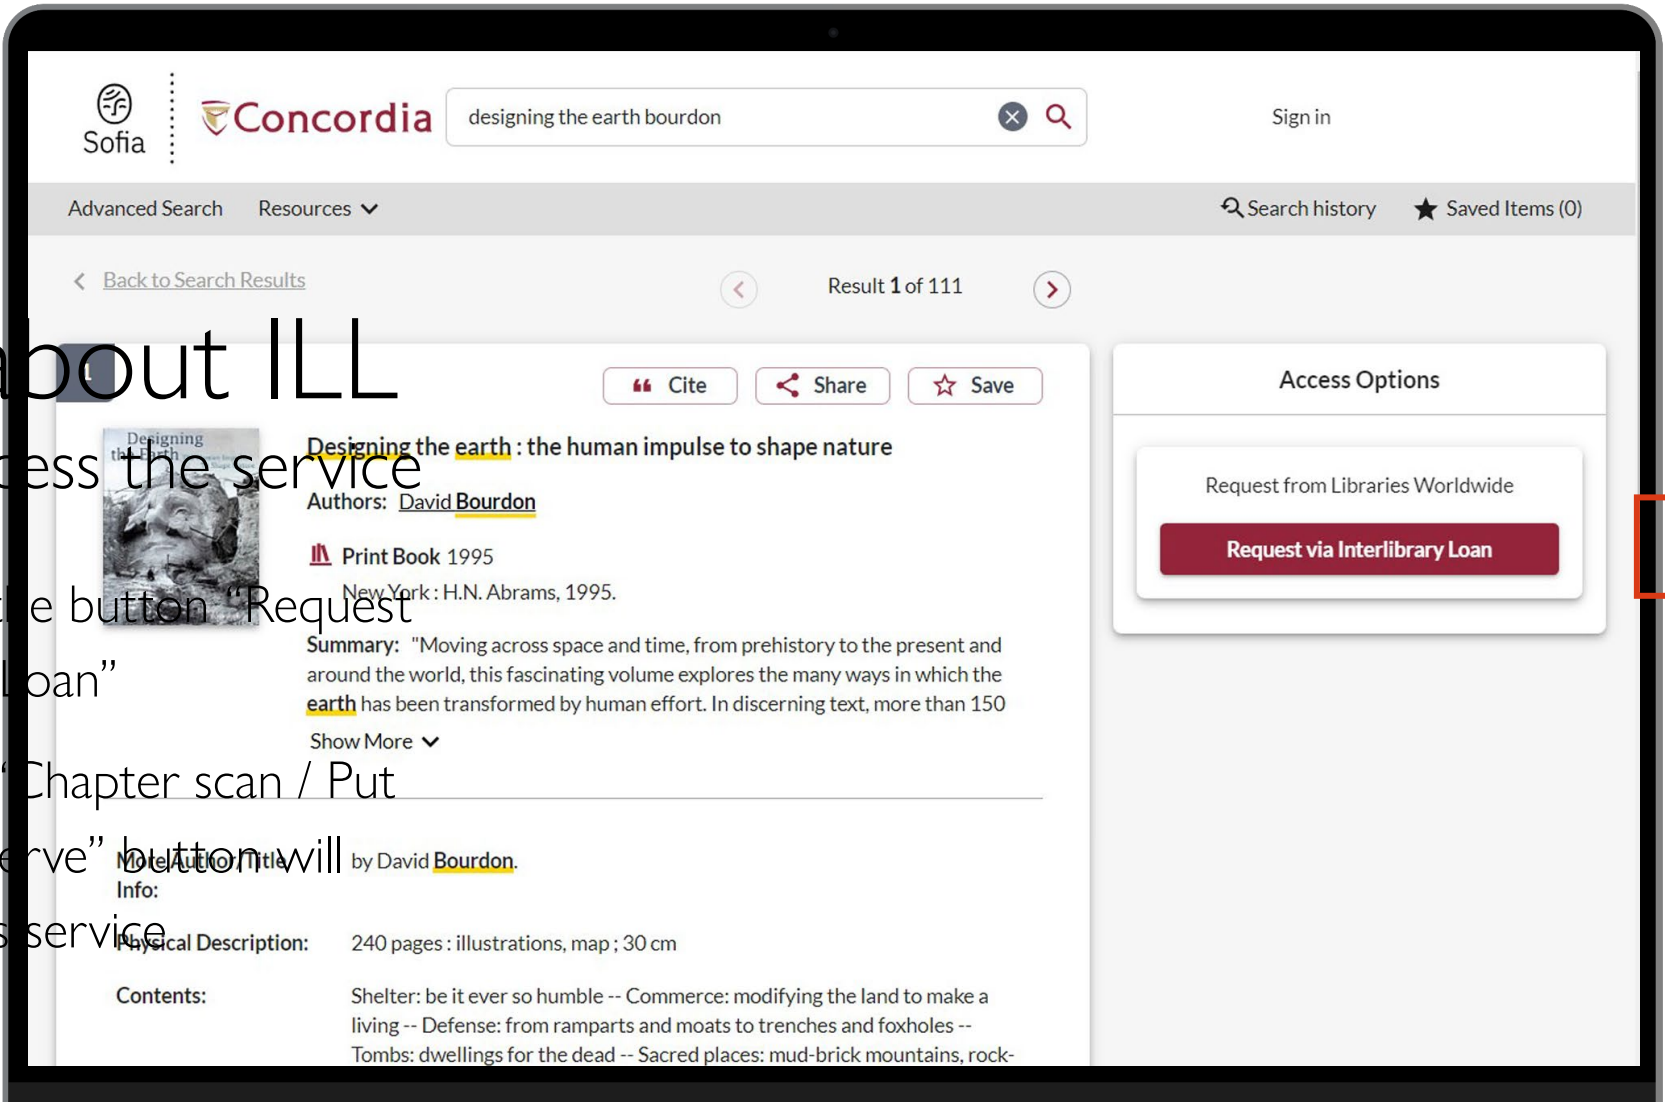 Sofia
Concordia
designing the earth bourdon
Sign in
Advanced Search
Resources
Search history
Saved Items (0)
Back to Search Results
Result 1 of 111
bout ILL
Cite
Share
Save
Access Options
Designing
the Earth
Designing the earth : the human impulse to shape nature
ess the service
Authors: David Bourdon
Request from Libraries Worldwide
Request via Interlibrary Loan
Print Book 1995
New York : H.N. Abrams, 1995.
e button “Request
Loan”
Summary: "Moving across space and time, from prehistory to the present and
around the world, this fascinating volume explores the many ways in which the
earth has been transformed by human effort. In discerning text, more than 150
Show More
“Chapter scan / Put
rve” button will
s service
More Author/Title
Info:
by David Bourdon.
Physical Description:
240 pages : illustrations, map ; 30 cm
Contents:
Shelter: be it ever so humble -- Commerce: modifying the land to make a
living -- Defense: from ramparts and moats to trenches and foxholes --
Tombs: dwellings for the dead -- Sacred places: mud-brick mountains, rock-